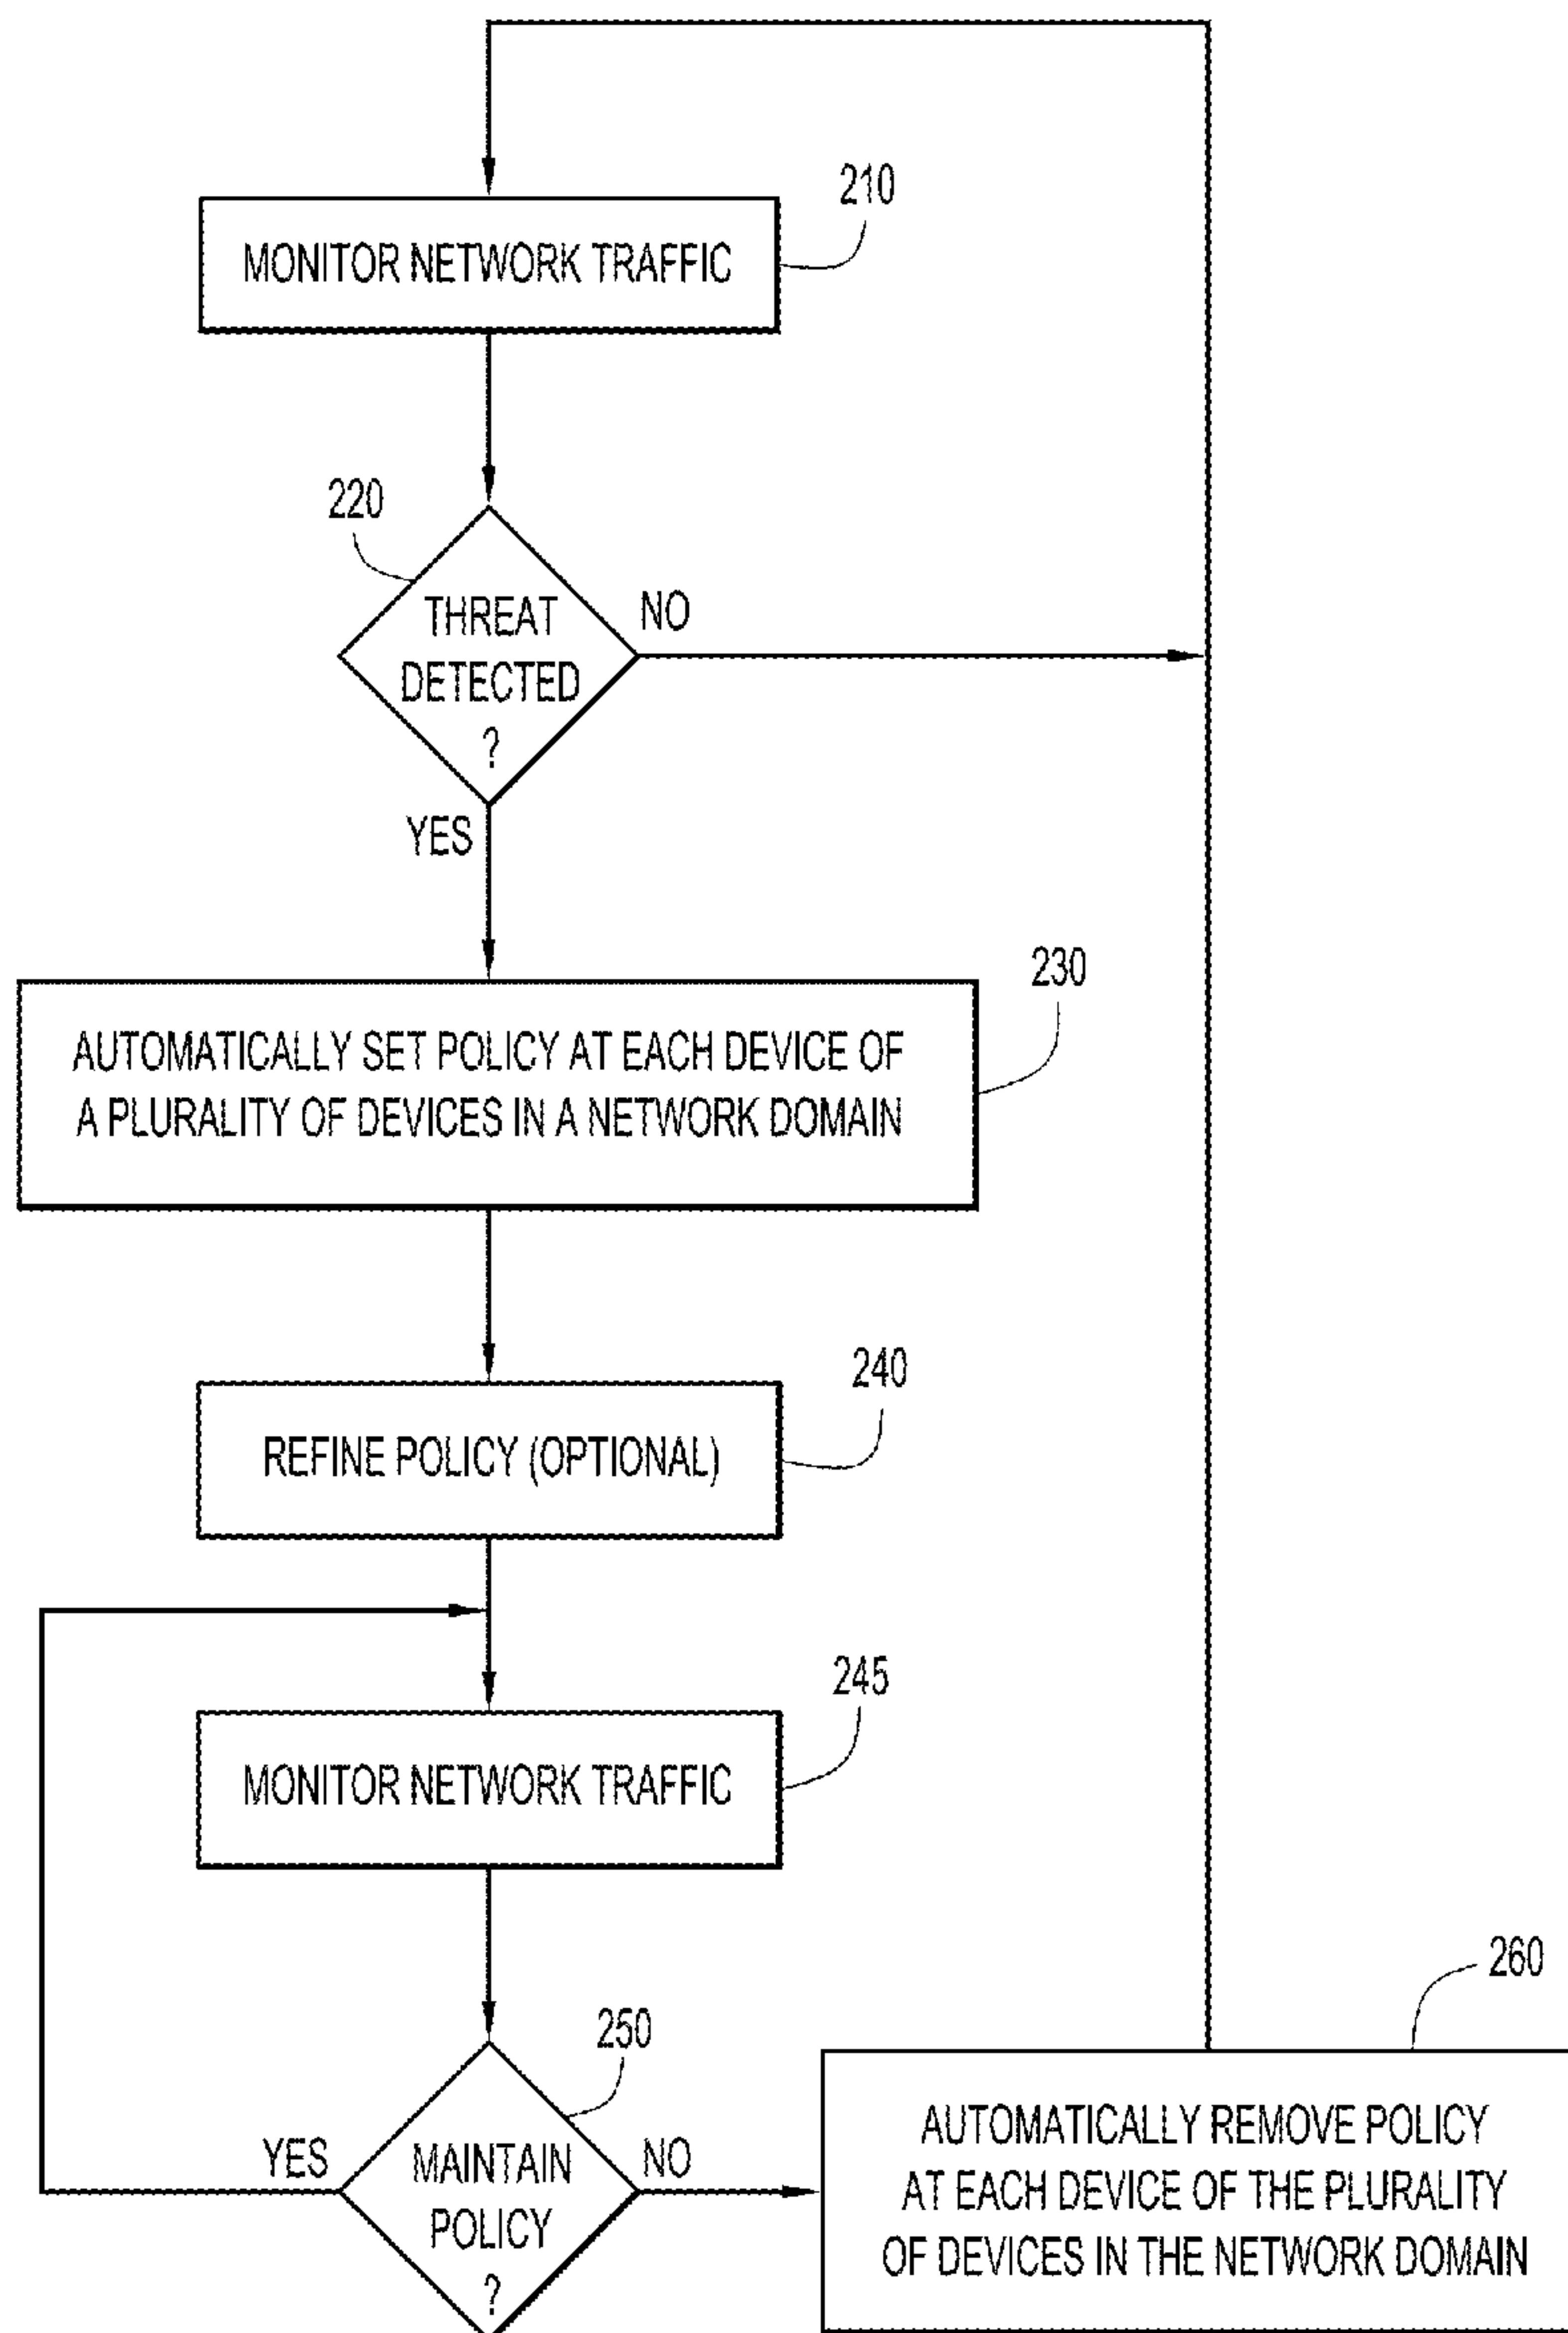 210
MONITOR NETWORK TRAFFIC
220
THREAT
DETECTED
?
NO
YES
230
AUTOMATICALLY SET POLICY AT EACH DEVICE OF
A PLURALITY OF DEVICES IN A NETWORK DOMAIN
240
REFINE POLICY (OPTIONAL)
245
MONITOR NETWORK TRAFFIC
250
YES
MAINTAIN
POLICY
?
NO
260
AUTOMATICALLY REMOVE POLICY
AT EACH DEVICE OF THE PLURALITY
OF DEVICES IN THE NETWORK DOMAIN